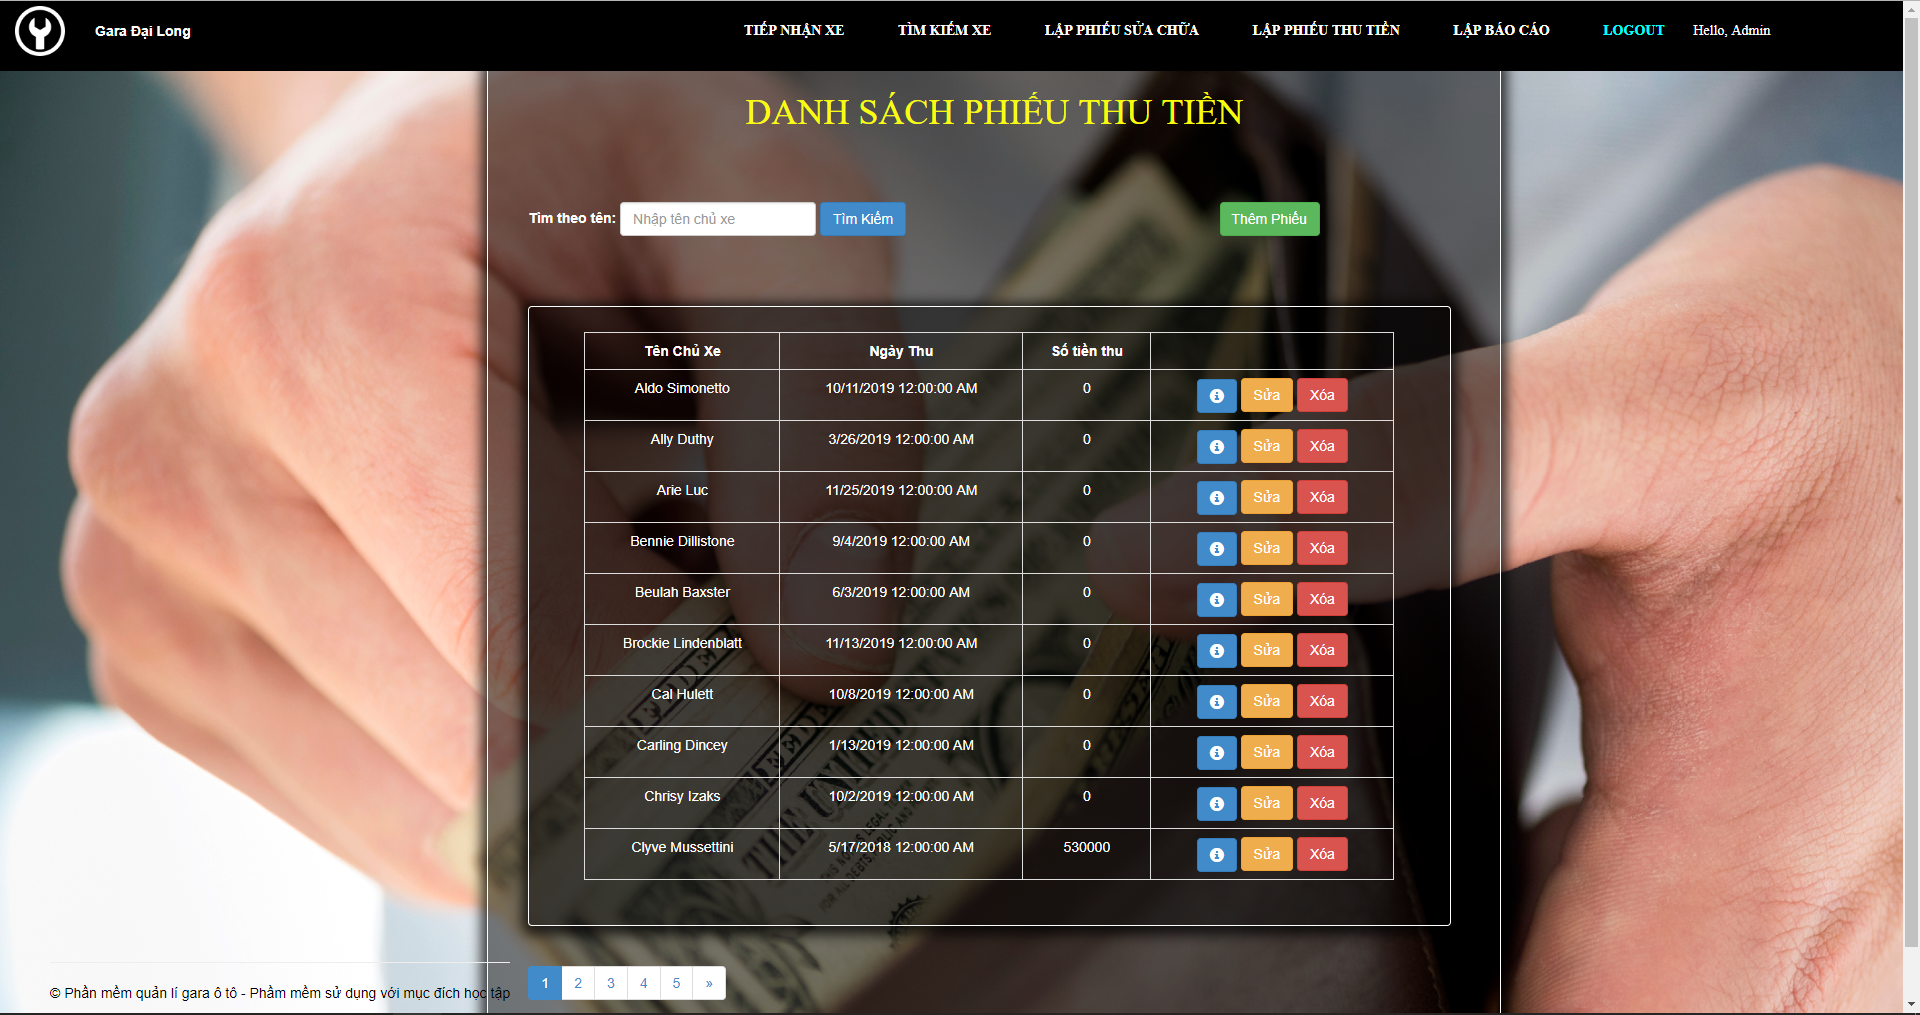 Gara Đại Long
TIẾP NHẬN XE TÌM KIẾM XE LẬP PHIẾU SỬA CHỮA LẬP PHIẾU THU TIỀN LẬP BÁO CÁO LOGOUT Hello, Admin
DANH SÁCH PHIẾU THU TIỀN
Tìm theo tên: Nhập tên chủ xe Tìm Kiếm Thêm Phiếu
Tên Chủ Xe Ngày Thu Số tiền thu
Aldo Simonetto 10/11/2019 12:00:00 AM 0 Sửa Xóa
Ally Duthy 3/26/2019 12:00:00 AM 0 Sửa Xóa
Arie Luc 11/25/2019 12:00:00 AM 0 Sửa Xóa
Bennie Dillistone 9/4/2019 12:00:00 AM 0 Sửa Xóa
Beulah Baxster 6/3/2019 12:00:00 AM 0 Sửa Xóa
Brockie Lindenblatt 11/13/2019 12:00:00 AM 0 Sửa Xóa
Cal Hulett 10/8/2019 12:00:00 AM 0 Sửa Xóa
Carling Dincey 1/13/2019 12:00:00 AM 0 Sửa Xóa
Chrisy Izaks 10/2/2019 12:00:00 AM 0 Sửa Xóa
Clyve Mussettini 5/17/2018 12:00:00 AM 530000 Sửa Xóa
1 2 3 4 5 »
© Phần mềm quản lí gara ô tô - Phầm mềm sử dụng với mục đích học tập